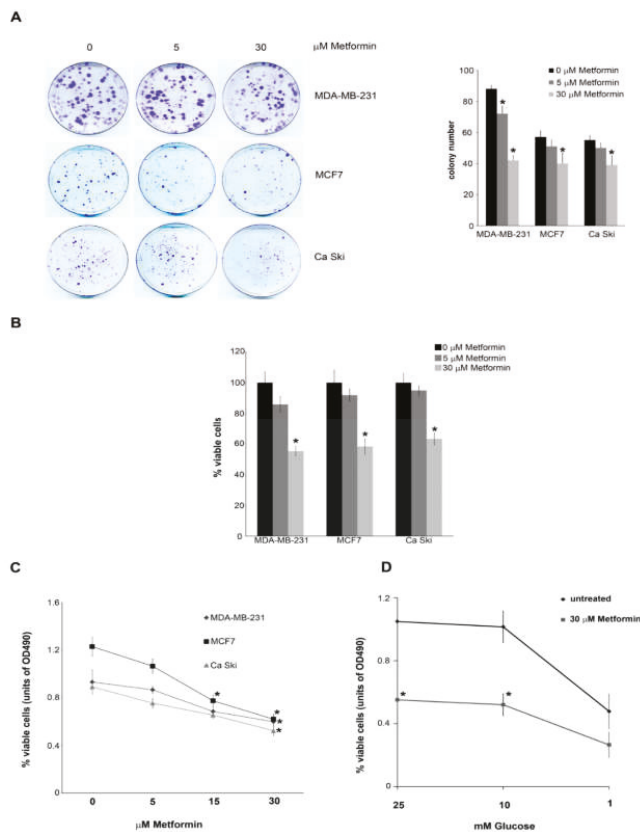 A
0 5 30 μM Metformin
MDA-MB-231
MCF7
Ca Ski
0 μM Metformin
5 μM Metformin
30 μM Metformin
colony number
100
80
60
40
20
0
* * * *
MDA-MB-231 MCF7 Ca Ski
B
0 μM Metformin
5 μM Metformin
30 μM Metformin
% viable cells
120
100
80
60
40
20
0
* * *
MDA-MB-231 MCF7 Ca Ski
C
MDA-MB-231
MCF7
Ca Ski
% viable cells (units of OD490)
1.6
1.2
0.8
0.4
0
* * * *
0 5 15 30
μM Metformin
D
untreated
30 μM Metformin
% viable cells (units of OD490)
1.2
0.8
0.4
0
* *
25 10 1
mM Glucose